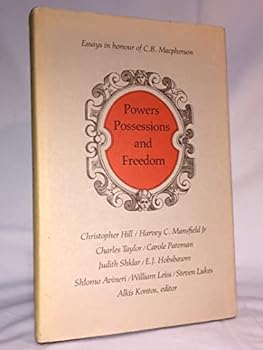 Essays in honour of C.B. Macpherson
Powers
Possessions
and
Freedom
Christopher Hill / Harvey C. Mansfield Jr
Charles Taylor / Carole Pateman
Judith Shklar / E.J. Hobsbawm
Shlomo Avineri / William Leiss / Steven Lukes
Alkis Kontos, editor